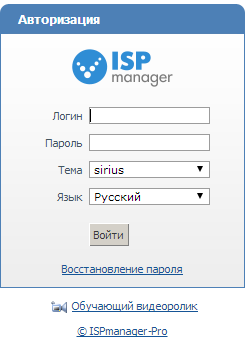 Авторизация
ISP
manager
Логин
Пароль
Тема sirius
Язык Русский
Войти
Восстановление пароля
Обучающий видеоролик
© ISPmanager-Pro